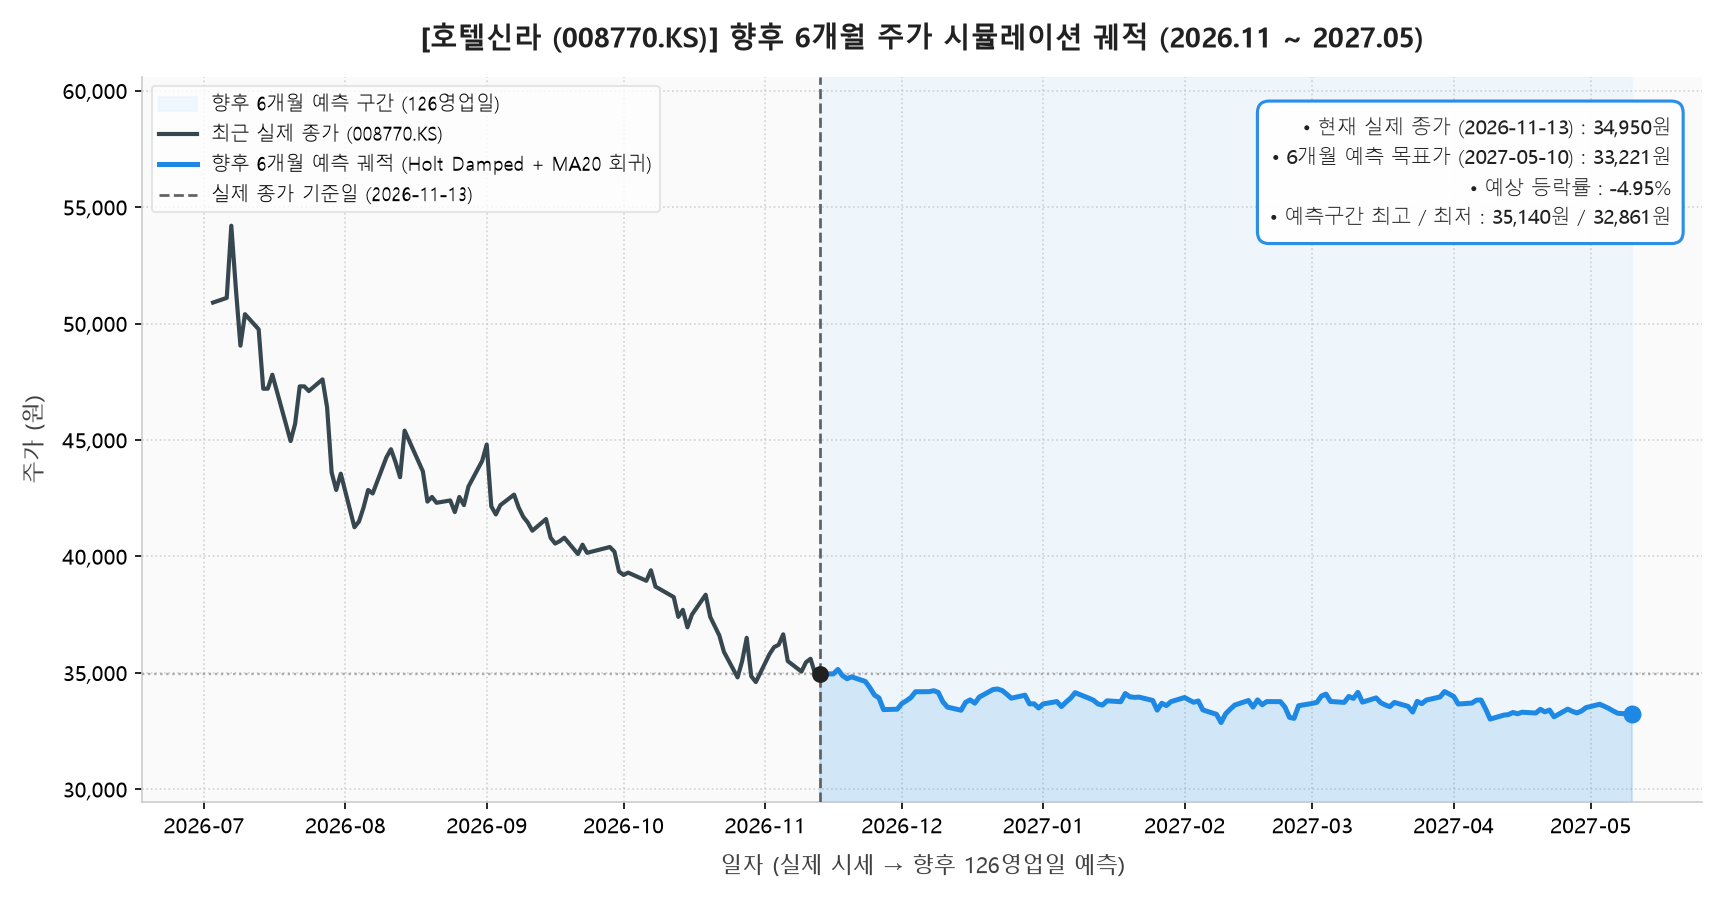 [호텔신라 (008770.KS)] 향후 6개월 주가 시뮬레이션 궤적 (2026.11 ~ 2027.05)
향후 6개월 예측 구간 (126영업일)
최근 실제 종가 (008770.KS)
향후 6개월 예측 궤적 (Holt Damped + MA20 회귀)
실제 종가 기준일 (2026-11-13)
• 현재 실제 종가 (2026-11-13) : 34,950원
• 6개월 예측 목표가 (2027-05-10) : 33,221원
• 예상 등락률 : -4.95%
• 예측구간 최고 / 최저 : 35,140원 / 32,861원
주가 (원)
60,000
55,000
50,000
45,000
40,000
35,000
30,000
2026-07 2026-08 2026-09 2026-10 2026-11 2026-12 2027-01 2027-02 2027-03 2027-04 2027-05
일자 (실제 시세 → 향후 126영업일 예측)